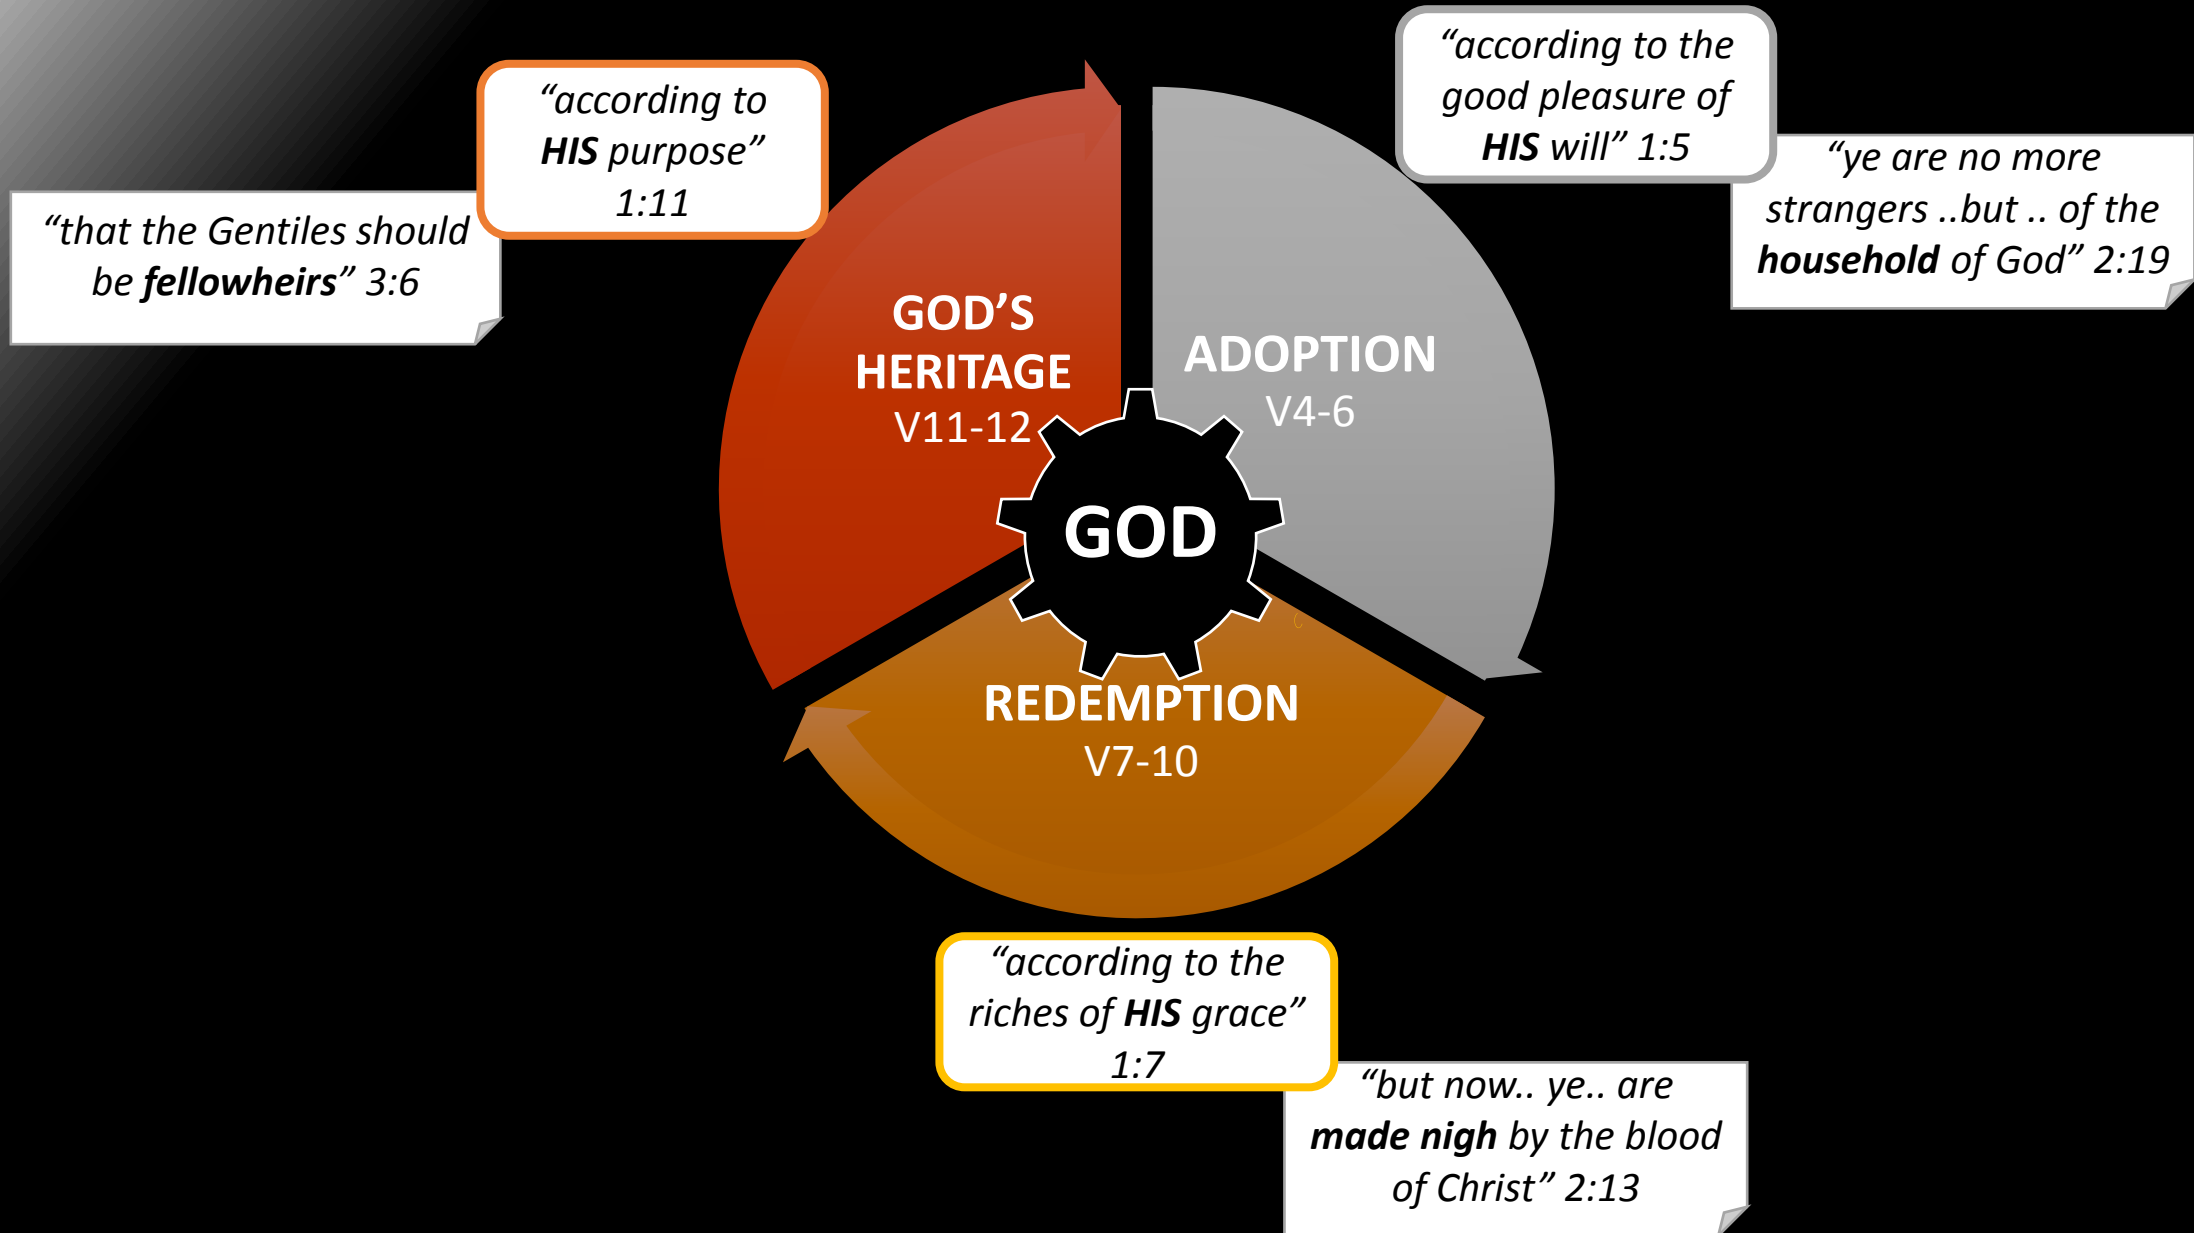 “according to the
good pleasure of
HIS will” 1:5
“ye are no more
strangers ..but .. of the
household of God” 2:19
“according to
HIS purpose”
1:11
“that the Gentiles should
be fellowheirs” 3:6
GOD’S
HERITAGE
V11-12
ADOPTION
V4-6
GOD
REDEMPTION
V7-10
“according to the
riches of HIS grace”
1:7
“but now.. ye.. are
made nigh by the blood
of Christ” 2:13